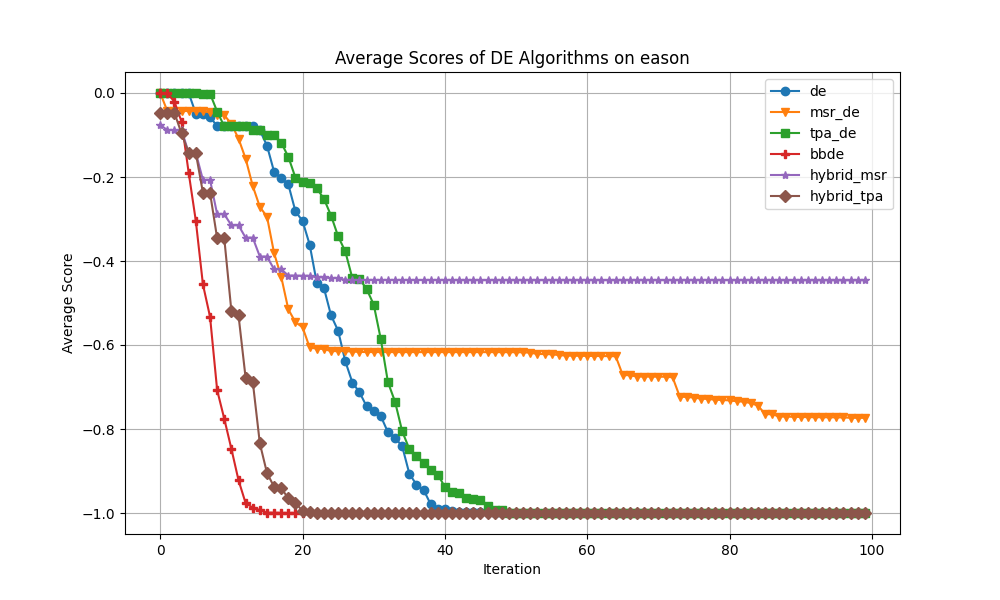 Average Scores of DE Algorithms on eason
Average Score
0.0
−0.2
−0.4
−0.6
−0.8
−1.0
0
20
40
60
80
100
Iteration
de
msr_de
tpa_de
bbde
hybrid_msr
hybrid_tpa